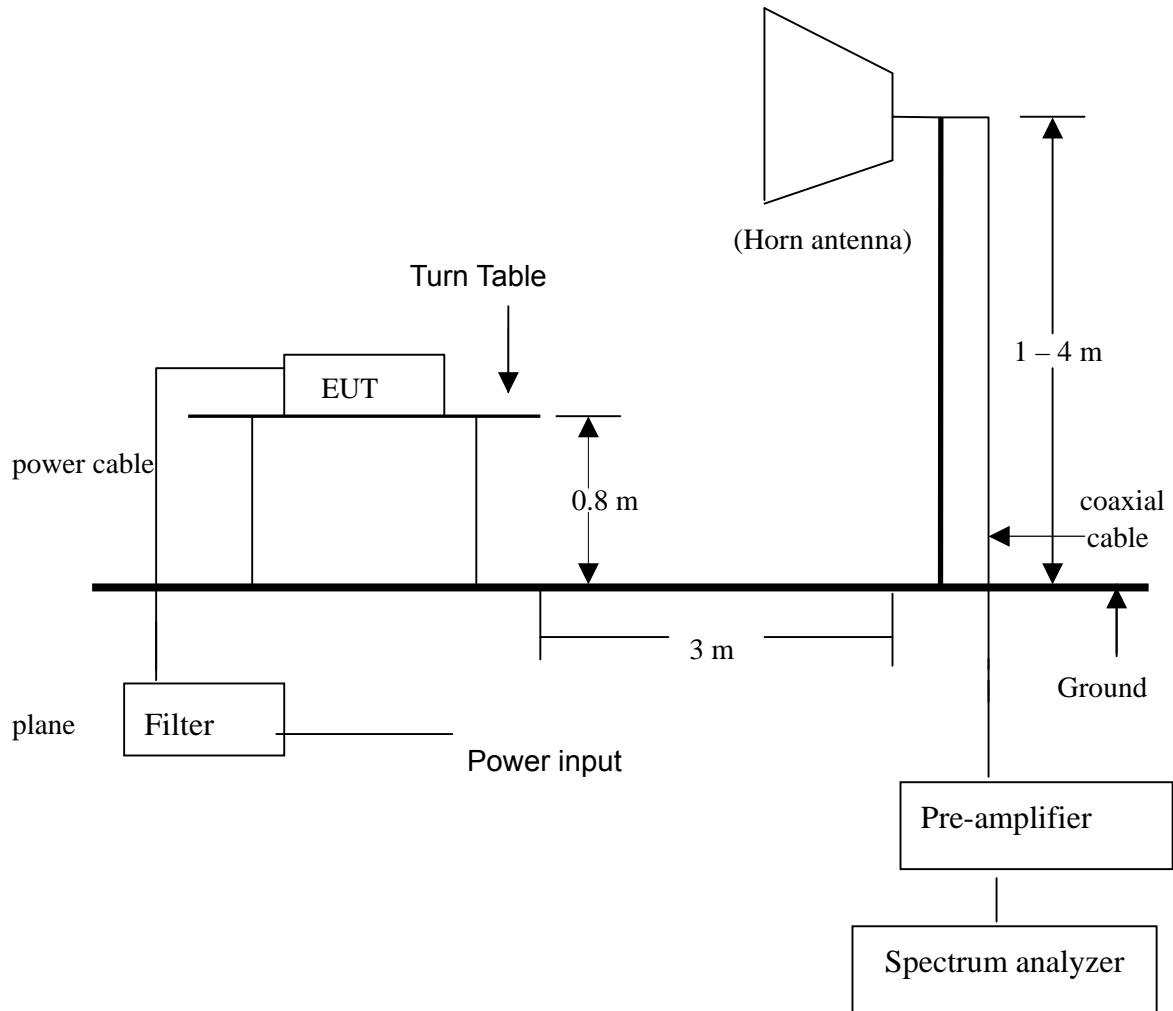 (Horn antenna)
Turn Table
1 – 4 m
EUT
power cable
0.8 m
coaxial
cable
3 m
Ground
plane
Filter
Power input
Pre-amplifier
Spectrum analyzer